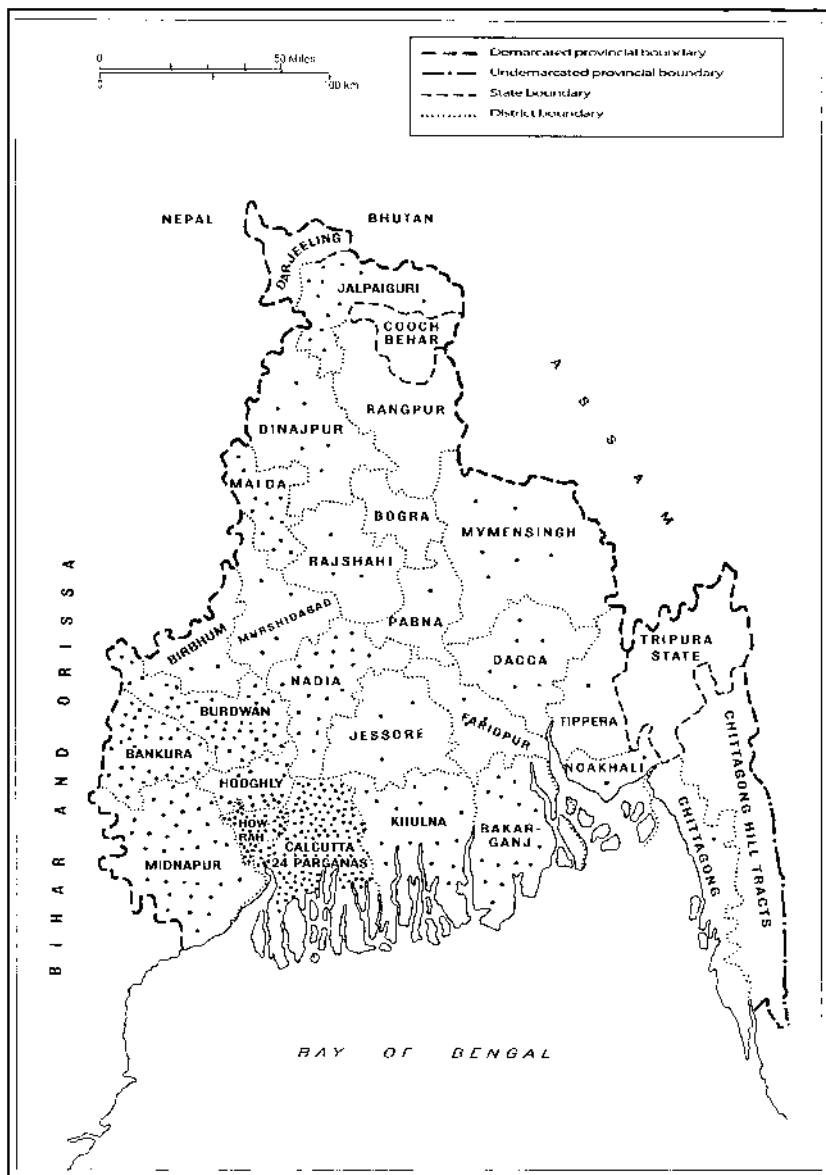 0 50 Miles
0 100 km
Demarcated provincial boundary
Undemarcated provincial boundary
State boundary
District boundary
NEPAL
BHUTAN
DARJEELING
JALPAIGURI
COOCH
BEHAR
ASSAM
RANGPUR
DINAJPUR
MALDA
BOGRA
MYMENSINGH
RAJSHAHI
BIHAR AND ORISSA
BIRBHUM
MURSHIDABAD
PABNA
TRIPURA
STATE
DACCA
NADIA
BURDWAN
FARIDPUR
TIPPERA
JESSORE
BANKURA
NOAKHALI
CHITTAGONG HILL TRACTS
HOOGHLY
HOW
RAH
CALCUTTA
24 PARGANAS
KHULNA
BAKAR-
GANJ
CHITTAGONG
MIDNAPUR
BAY OF BENGAL